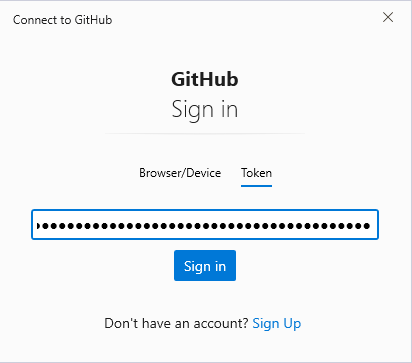 Connect to GitHub
GitHub
Sign in
Browser/Device Token
Sign in
Don't have an account? Sign Up